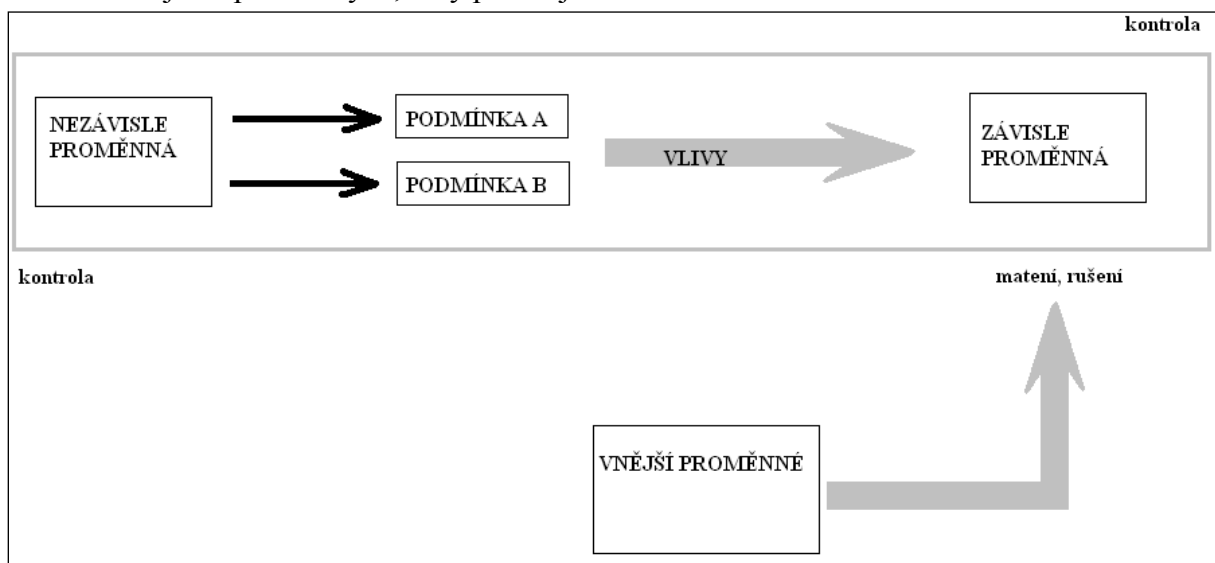 kontrola
NEZÁVISLE
PROMĚNNÁ
PODMÍNKA A
PODMÍNKA B
VLIVY
ZÁVISLE
PROMĚNNÁ
kontrola
matení, rušení
VNĚJŠÍ PROMĚNNÉ